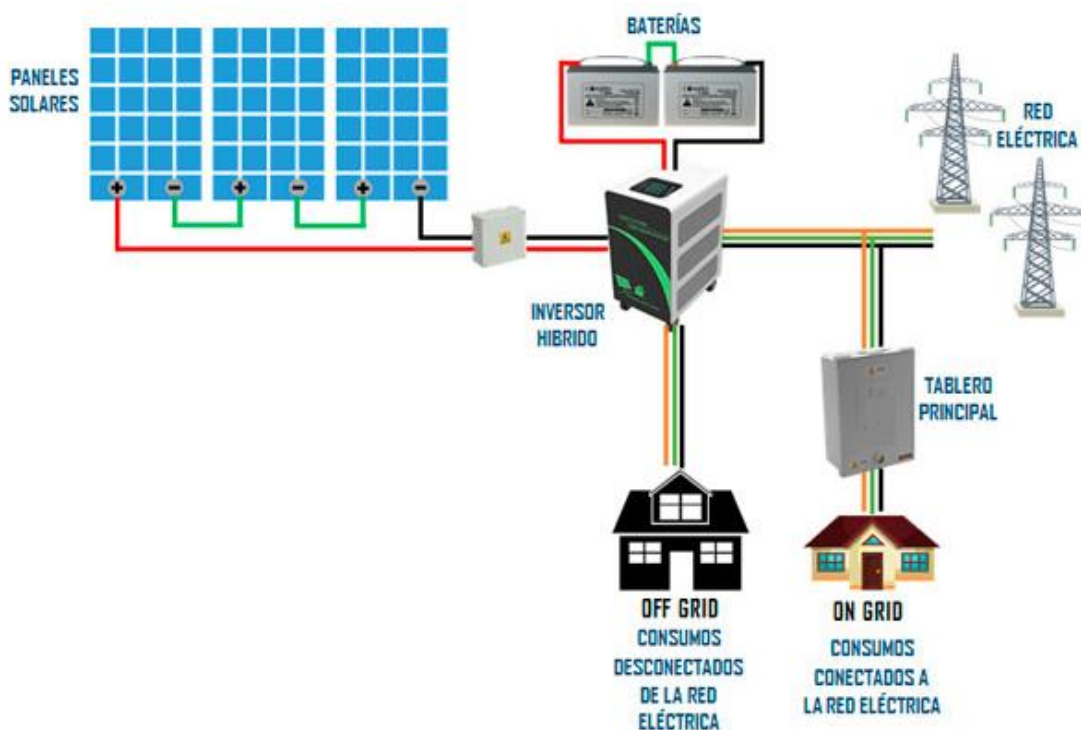 PANELES
SOLARES
BATERÍAS
RED
ELÉCTRICA
+
−
+
−
+
−
INVERSOR
HIBRIDO
TABLERO
PRINCIPAL
OFF GRID
CONSUMOS
DESCONECTADOS
DE LA RED
ELÉCTRICA
ON GRID
CONSUMOS
CONECTADOS A
LA RED ELÉCTRICA